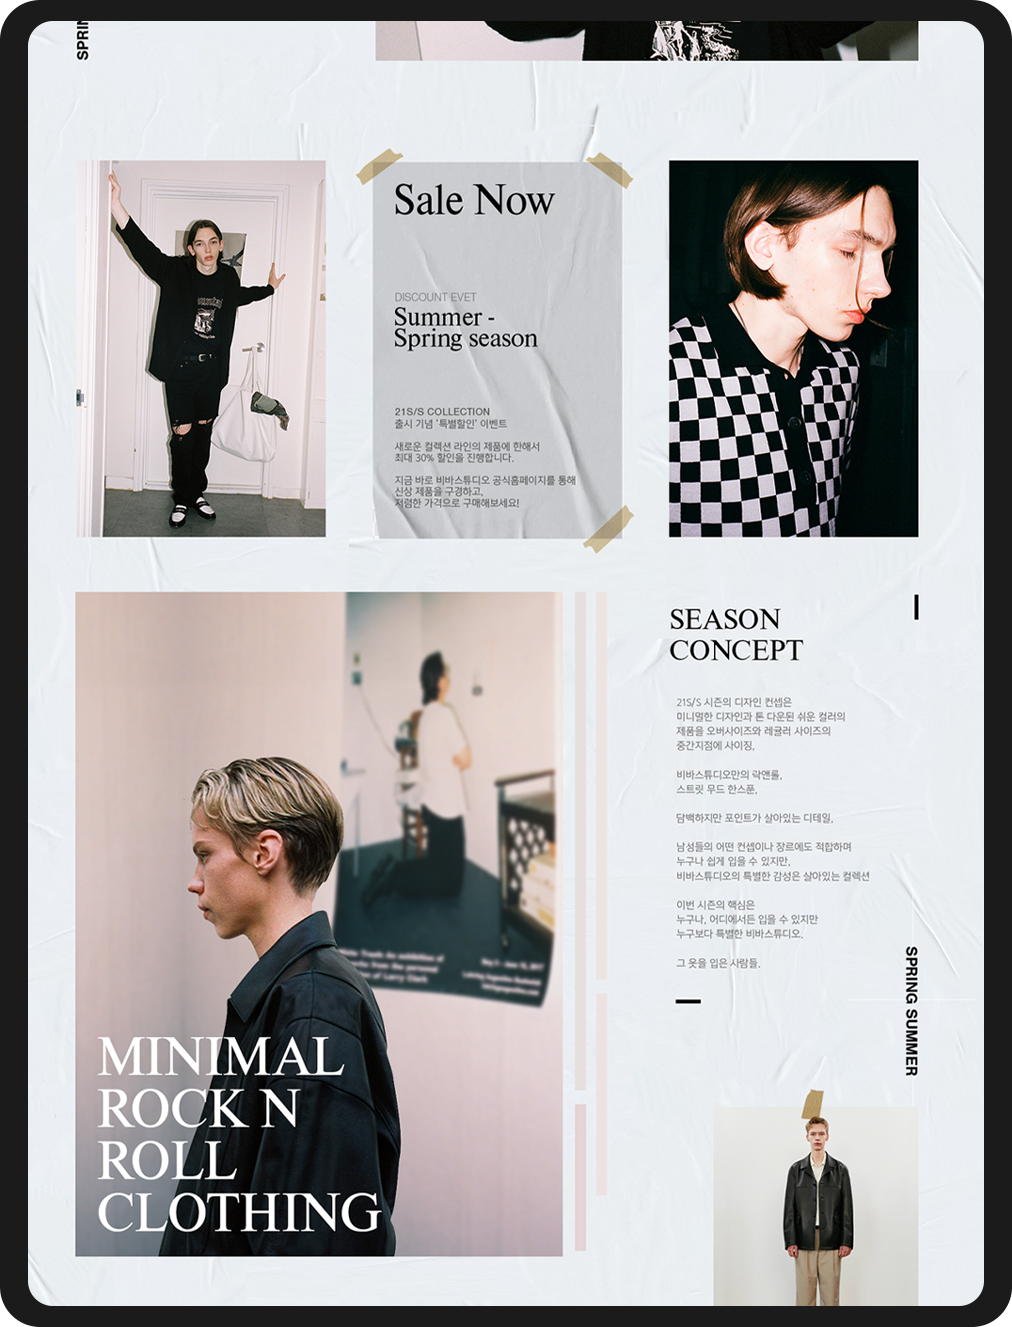 SPRIN
Sale Now
DISCOUNT EVET
Summer -
Spring season
21S/S COLLECTION
출시 기념 '특별할인' 이벤트
새로운 컬렉션 라인의 제품에 한해서
최대 30% 할인을 진행합니다.
지금 바로 비바스튜디오 공식홈페이지를 통해
신상 제품을 구경하고,
저렴한 가격으로 구매해보세요!
MINIMAL
ROCK N
ROLL
CLOTHING
SEASON
CONCEPT
21S/S 시즌의 디자인 컨셉은
미니멀한 디자인과 톤 다운된 쉬운 컬러의
제품을 오버사이즈와 레귤러 사이즈의
중간지점에 사이징,
비바스튜디오만의 락앤롤,
스트릿 무드 한스푼,
담백하지만 포인트가 살아있는 디테일,
남성들의 어떤 컨셉이나 장르에도 적합하며
누구나 쉽게 입을 수 있지만,
비바스튜디오의 특별한 감성은 살아있는 컬렉션
이번 시즌의 핵심은
누구나, 어디에서든 입을 수 있지만
누구보다 특별한 비바스튜디오.
그 옷을 입은 사람들.
SPRING SUMMER